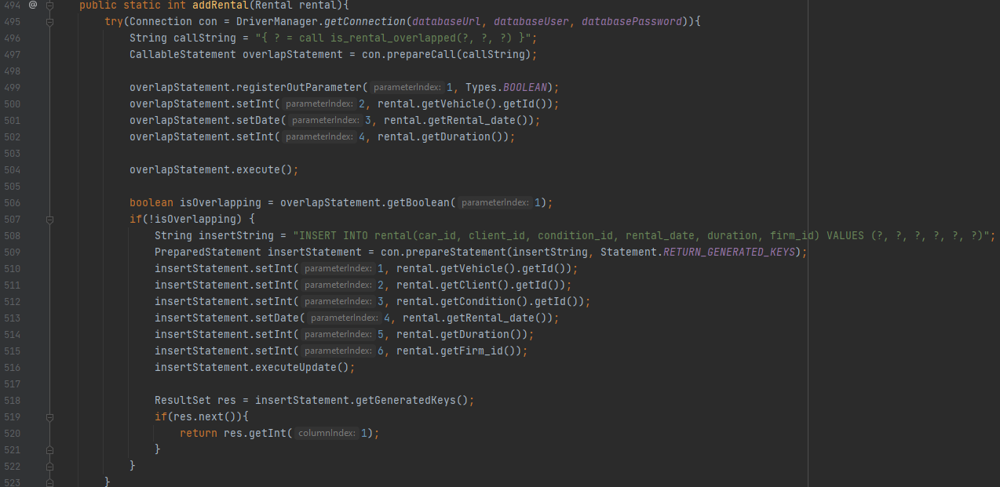 494 @ public static int addRental(Rental rental){
495 try(Connection con = DriverManager.getConnection(databaseUrl, databaseUser, databasePassword)){
496 String callString = "{ ? = call is_rental_overlapped(?, ?, ?) }";
497 CallableStatement overlapStatement = con.prepareCall(callString);
498
499 overlapStatement.registerOutParameter( parameterIndex: 1, Types.BOOLEAN);
500 overlapStatement.setInt( parameterIndex: 2, rental.getVehicle().getId());
501 overlapStatement.setDate( parameterIndex: 3, rental.getRental_date());
502 overlapStatement.setInt( parameterIndex: 4, rental.getDuration());
503
504 overlapStatement.execute();
505
506 boolean isOverlapping = overlapStatement.getBoolean( parameterIndex: 1);
507 if(!isOverlapping) {
508 String insertString = "INSERT INTO rental(car_id, client_id, condition_id, rental_date, duration, firm_id) VALUES (?, ?, ?, ?, ?, ?)";
509 PreparedStatement insertStatement = con.prepareStatement(insertString, Statement.RETURN_GENERATED_KEYS);
510 insertStatement.setInt( parameterIndex: 1, rental.getVehicle().getId());
511 insertStatement.setInt( parameterIndex: 2, rental.getClient().getId());
512 insertStatement.setInt( parameterIndex: 3, rental.getCondition().getId());
513 insertStatement.setDate( parameterIndex: 4, rental.getRental_date());
514 insertStatement.setInt( parameterIndex: 5, rental.getDuration());
515 insertStatement.setInt( parameterIndex: 6, rental.getFirm_id());
516 insertStatement.executeUpdate();
517
518 ResultSet res = insertStatement.getGeneratedKeys();
519 if(res.next()){
520 return res.getInt( columnIndex: 1);
521 }
522 }
523 }